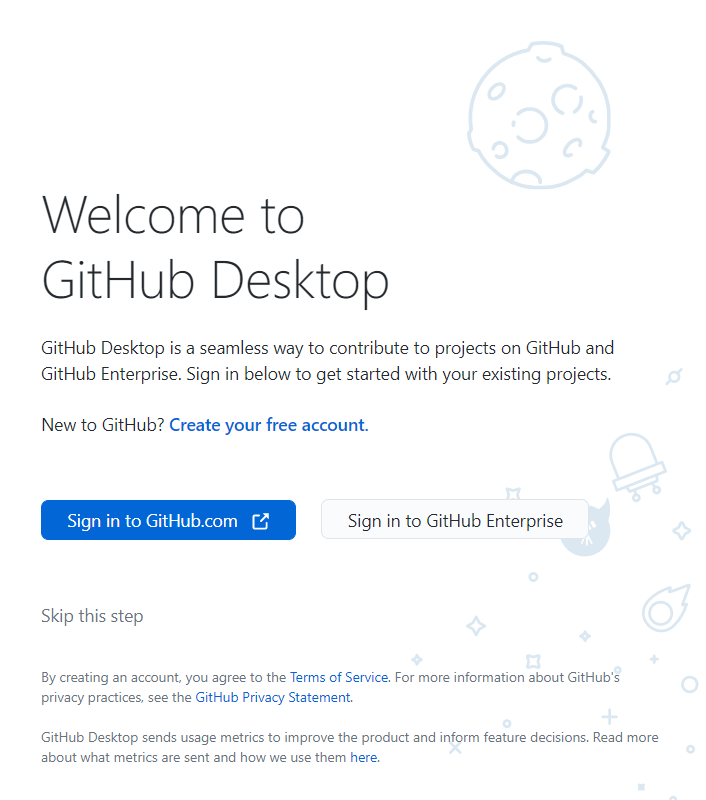 Welcome to
GitHub Desktop
GitHub Desktop is a seamless way to contribute to projects on GitHub and
GitHub Enterprise. Sign in below to get started with your existing projects.
New to GitHub? Create your free account.
Sign in to GitHub.com
Sign in to GitHub Enterprise
Skip this step
By creating an account, you agree to the Terms of Service. For more information about GitHub's
privacy practices, see the GitHub Privacy Statement.
GitHub Desktop sends usage metrics to improve the product and inform feature decisions. Read more
about what metrics are sent and how we use them here.